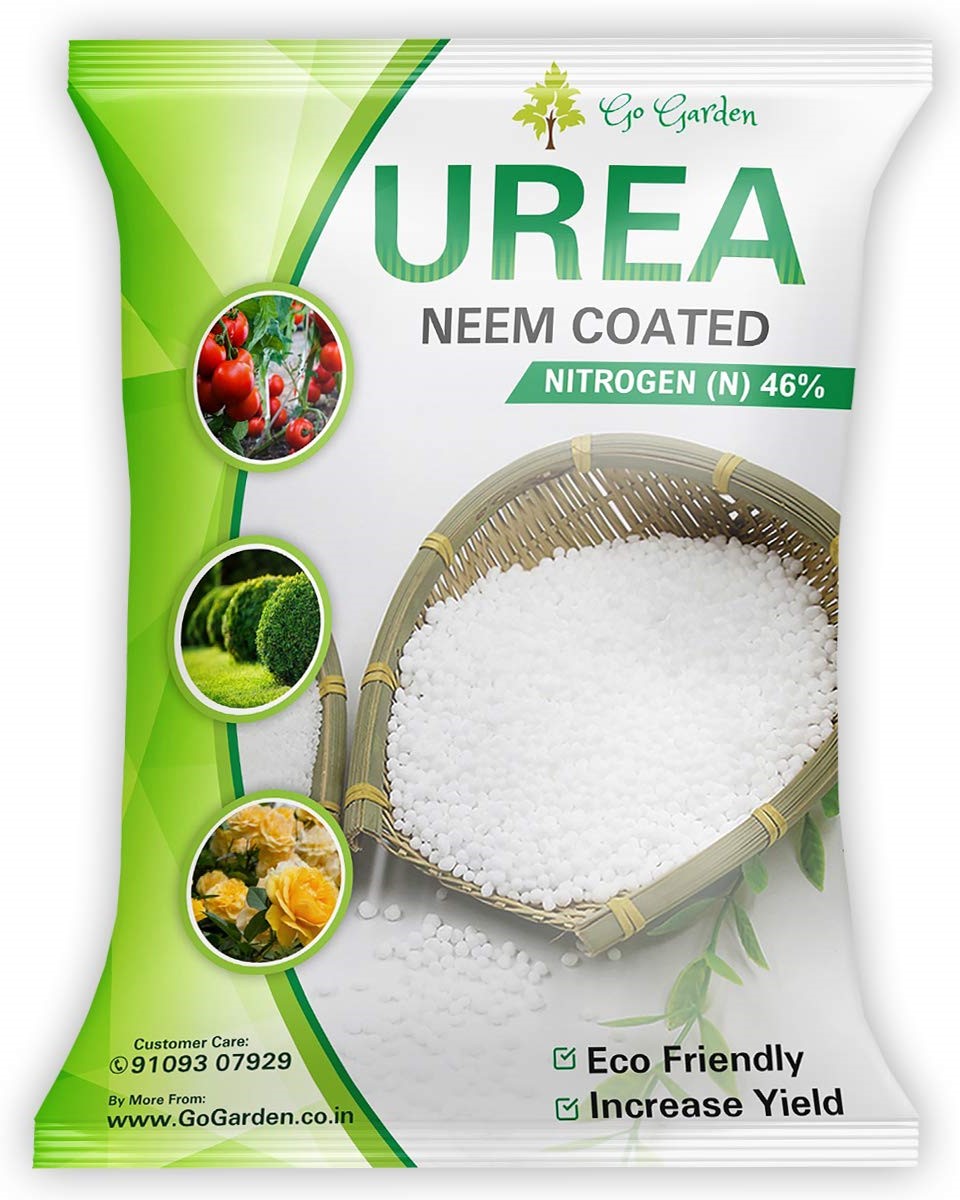 Go Garden
UREA
NEEM COATED
NITROGEN (N) 46%
Customer Care:
91093 07929
By More From:
www.GoGarden.co.in
Eco Friendly
Increase Yield